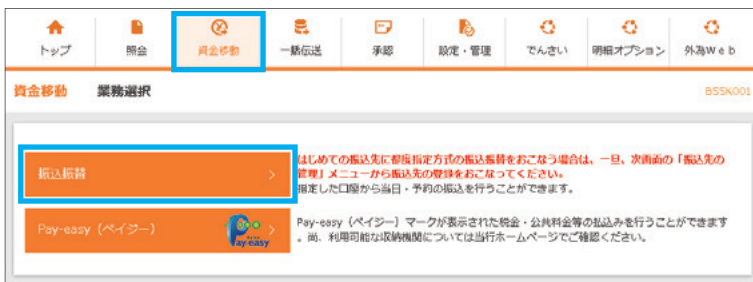 トップ 照会 資金移動 一括伝送 承認 設定・管理 でんさい 明細オプション 外為Ｗｅｂ
資金移動 業務選択 BSSK001
振込振替
はじめての振込先に都度指定方式の振込振替をおこなう場合は、一旦、次画面の「振込先の
管理」メニューから振込先の登録をおこなってください。
指定した口座から当日・予約の振込を行うことができます。
Pay-easy（ペイジー） Pay-easy
Pay-easy（ペイジー）マークが表示された税金・公共料金等の払込みを行うことができます
。尚、利用可能な収納機関については当行ホームページでご確認ください。